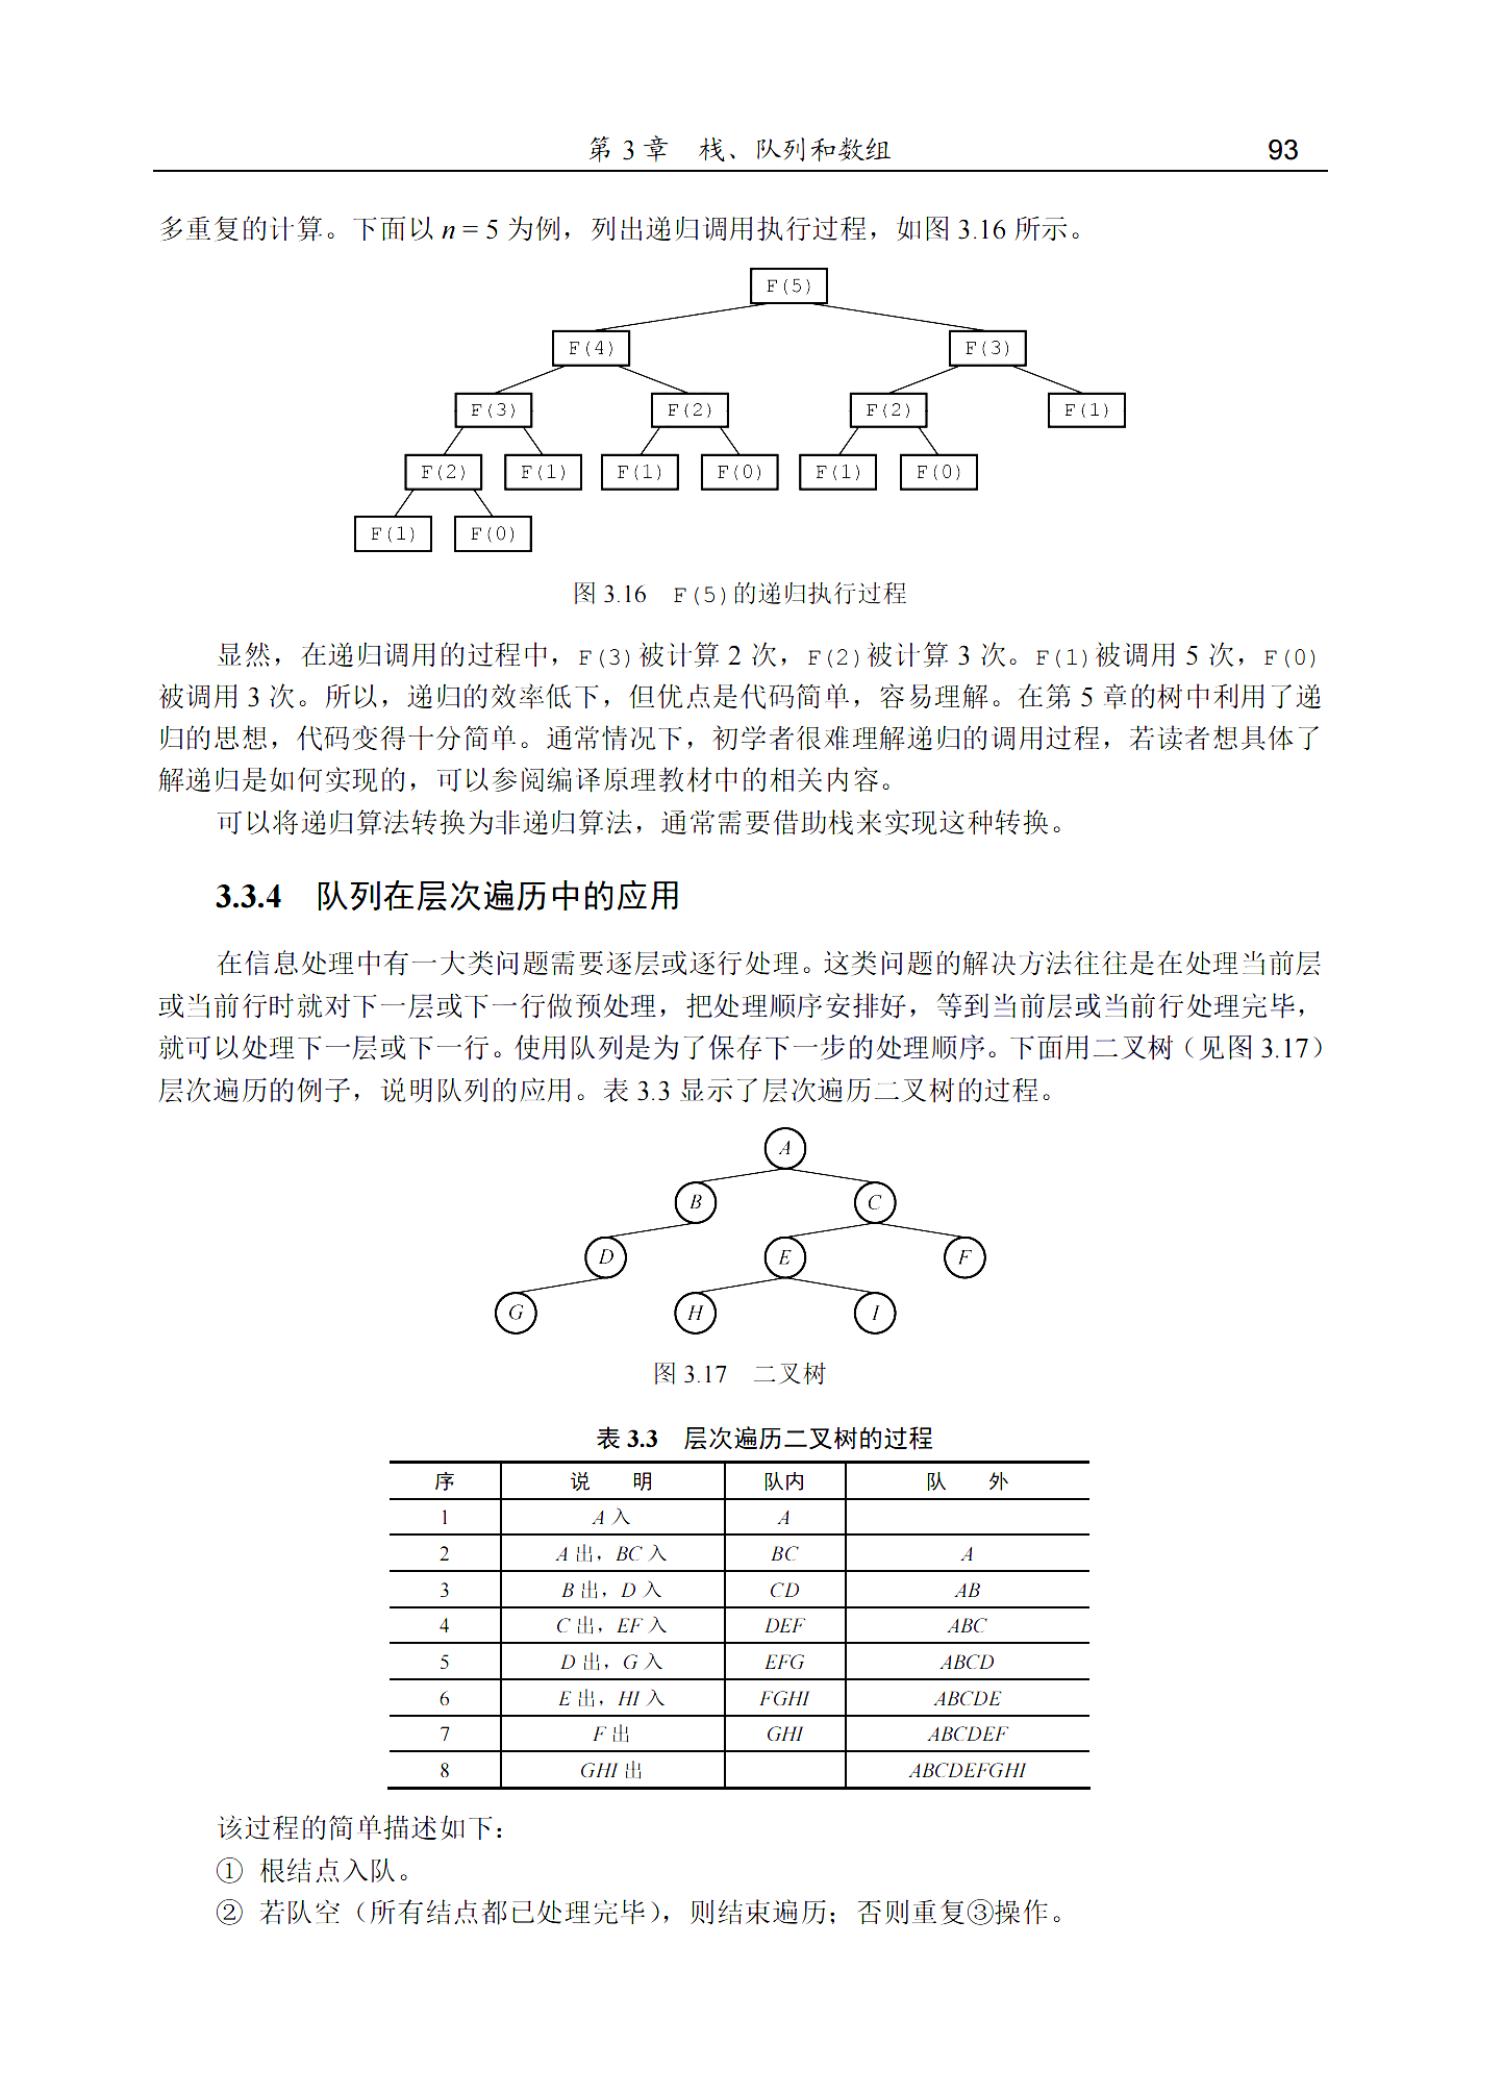 第 3 章 栈、队列和数组 93
多重复的计算。下面以 n = 5 为例，列出递归调用执行过程，如图 3.16 所示。
F(5)
F(4) F(3)
F(3) F(2) F(2) F(1)
F(2) F(1) F(1) F(0) F(1) F(0)
F(1) F(0)
图 3.16 F(5)的递归执行过程
显然，在递归调用的过程中，F(3)被计算 2 次，F(2)被计算 3 次。F(1)被调用 5 次，F(0)
被调用 3 次。所以，递归的效率低下，但优点是代码简单，容易理解。在第 5 章的树中利用了递
归的思想，代码变得十分简单。通常情况下，初学者很难理解递归的调用过程，若读者想具体了
解递归是如何实现的，可以参阅编译原理教材中的相关内容。
可以将递归算法转换为非递归算法，通常需要借助栈来实现这种转换。
3.3.4 队列在层次遍历中的应用
在信息处理中有一大类问题需要逐层或逐行处理。这类问题的解决方法往往是在处理当前层
或当前行时就对下一层或下一行做预处理，把处理顺序安排好，等到当前层或当前行处理完毕，
就可以处理下一层或下一行。使用队列是为了保存下一步的处理顺序。下面用二叉树（见图 3.17）
层次遍历的例子，说明队列的应用。表 3.3 显示了层次遍历二叉树的过程。
A
B C
D E F
G H I
图 3.17 二叉树
表 3.3 层次遍历二叉树的过程
序 说 明 队内 队 外
1 A 入 A
2 A 出，BC 入 BC A
3 B 出，D 入 CD AB
4 C 出，EF 入 DEF ABC
5 D 出，G 入 EFG ABCD
6 E 出，HI 入 FGHI ABCDE
7 F 出 GHI ABCDEF
8 GHI 出 ABCDEFGHI
该过程的简单描述如下：
① 根结点入队。
② 若队空（所有结点都已处理完毕），则结束遍历；否则重复③操作。